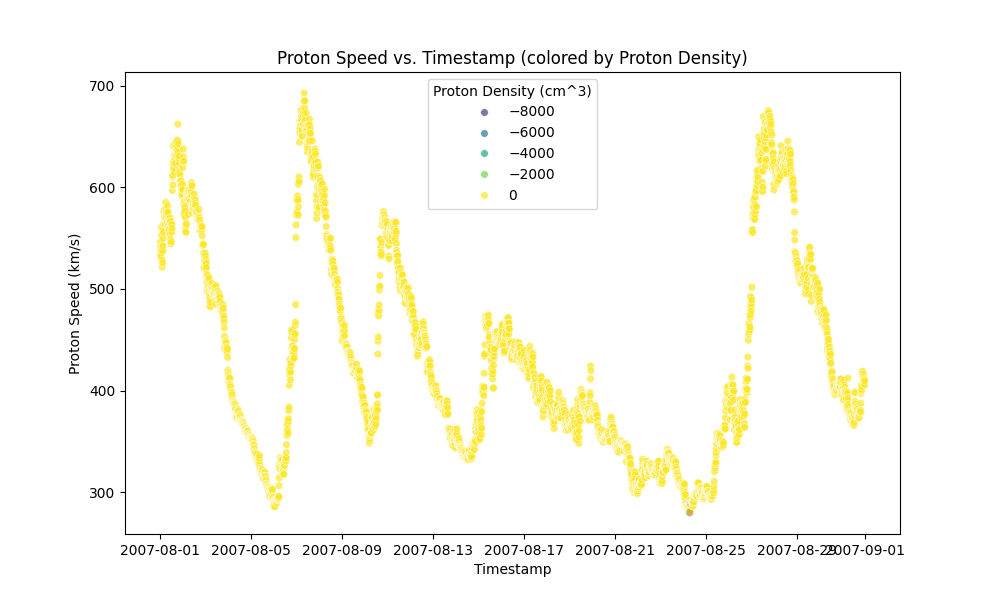 Proton Speed vs. Timestamp (colored by Proton Density)
Proton Density (cm^3)
−8000
−6000
−4000
−2000
0
Proton Speed (km/s)
700
600
500
400
300
2007-08-01 2007-08-05 2007-08-09 2007-08-13 2007-08-17 2007-08-21 2007-08-25 2007-08-29 2007-09-01
Timestamp